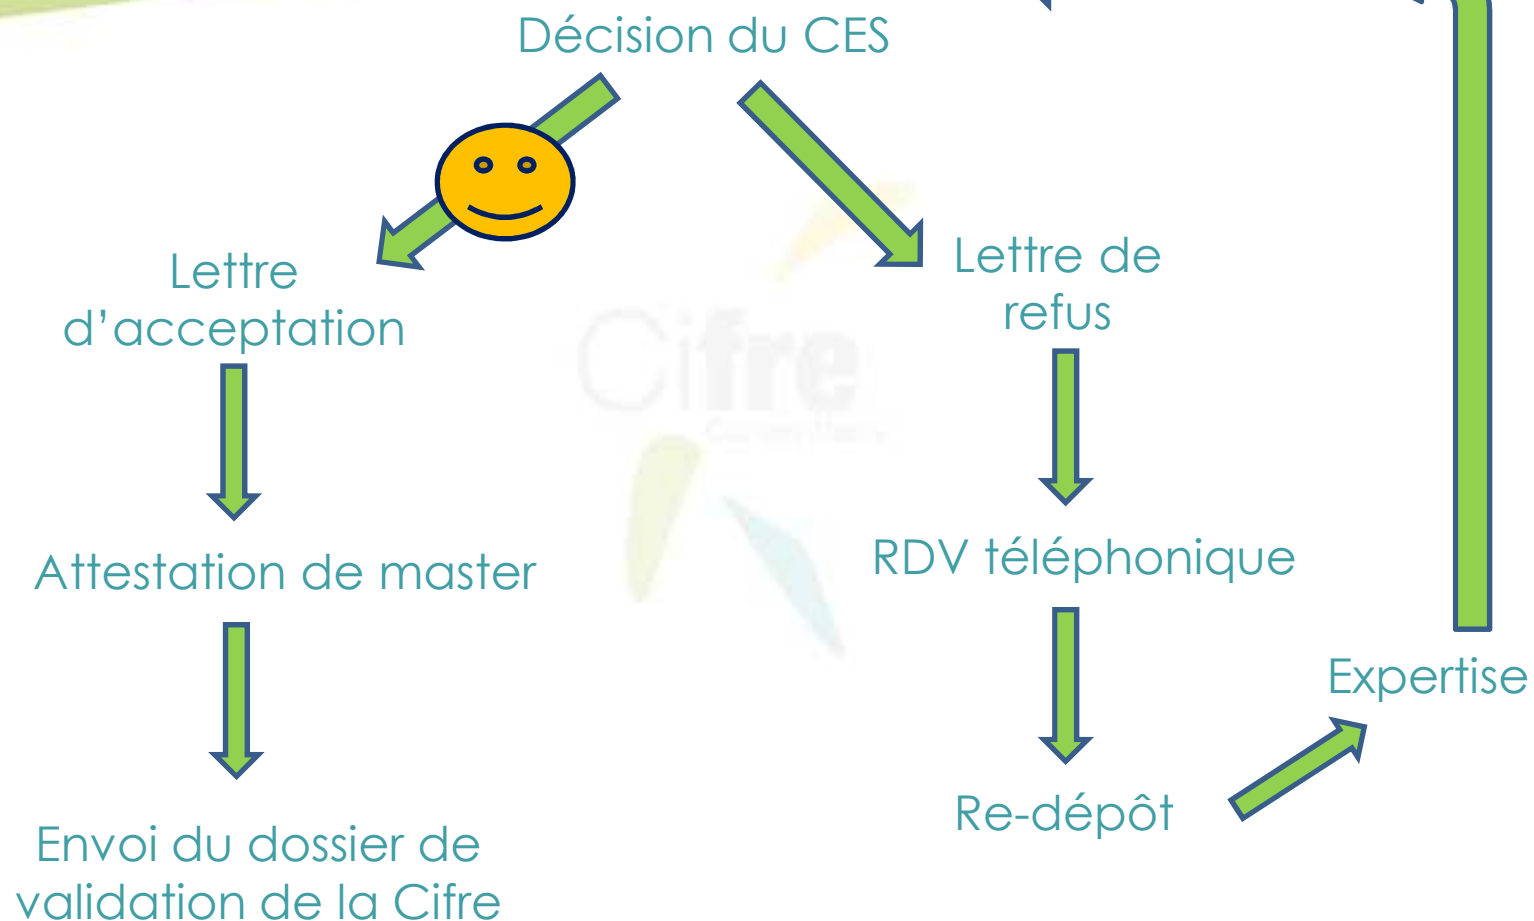 Décision du CES
Lettre
d’acceptation
Lettre de
refus
Cifre
Attestation de master
RDV téléphonique
Expertise
Re-dépôt
Envoi du dossier de
validation de la Cifre